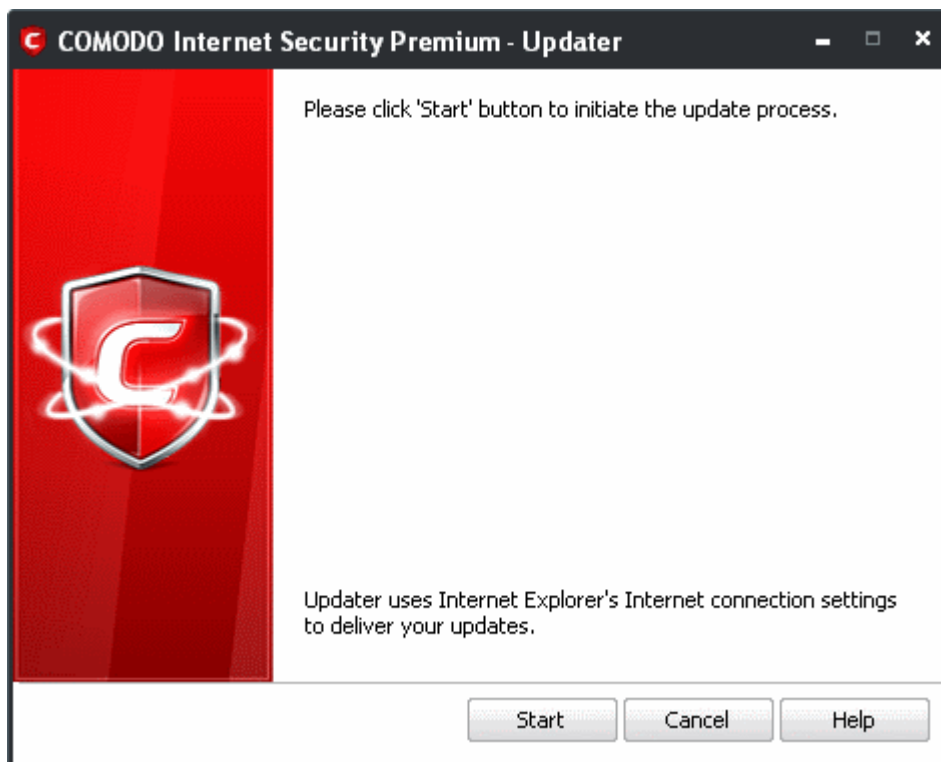 COMODO Internet Security Premium - Updater
Please click 'Start' button to initiate the update process.
Updater uses Internet Explorer's Internet connection settings
to deliver your updates.
Start
Cancel
Help